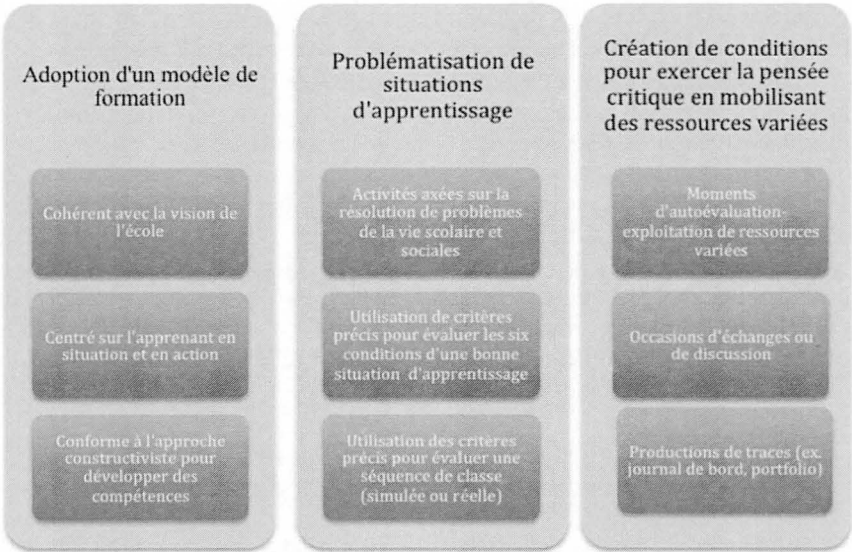 Adoption d'un modèle de
formation
Cohérent avec la vision de
l'école
Centré sur l'apprenant en
situation et en action
Conforme à l'approche
constructiviste pour
développer des
compétences
Problématisation de
situations
d'apprentissage
Activités axées sur la
résolution de problèmes
de la vie scolaire et
sociales
Utilisation de critères
précis pour évaluer les six
conditions d'une bonne
situation d'apprentissage
Utilisation des critères
précis pour évaluer une
séquence de classe
(simulée ou réelle)
Création de conditions
pour exercer la pensée
critique en mobilisant
des ressources variées
Moments
d'autoévaluation-
exploitation de ressources
variées
Occasions d'échanges ou
de discussion
Productions de traces (ex.
journal de bord, portfolio)